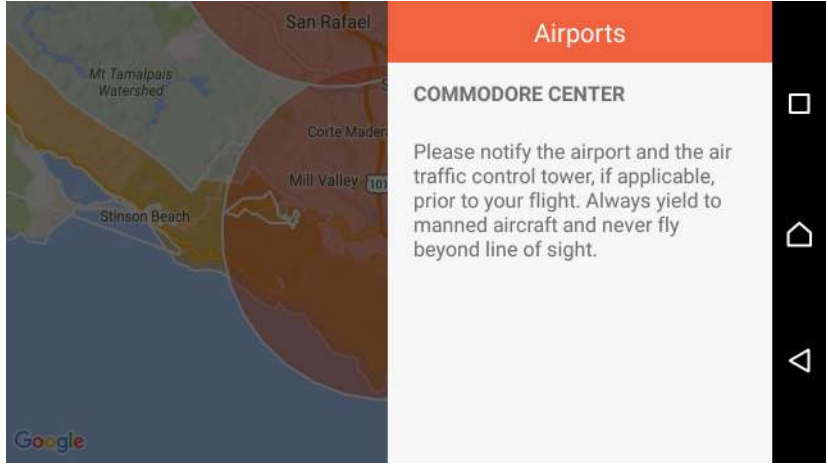 San Rafael
Mt Tamalpais
Watershed
Corte Mader
Mill Valley
101
Stinson Beach
Google
Airports
COMMODORE CENTER
Please notify the airport and the air
traffic control tower, if applicable,
prior to your flight. Always yield to
manned aircraft and never fly
beyond line of sight.